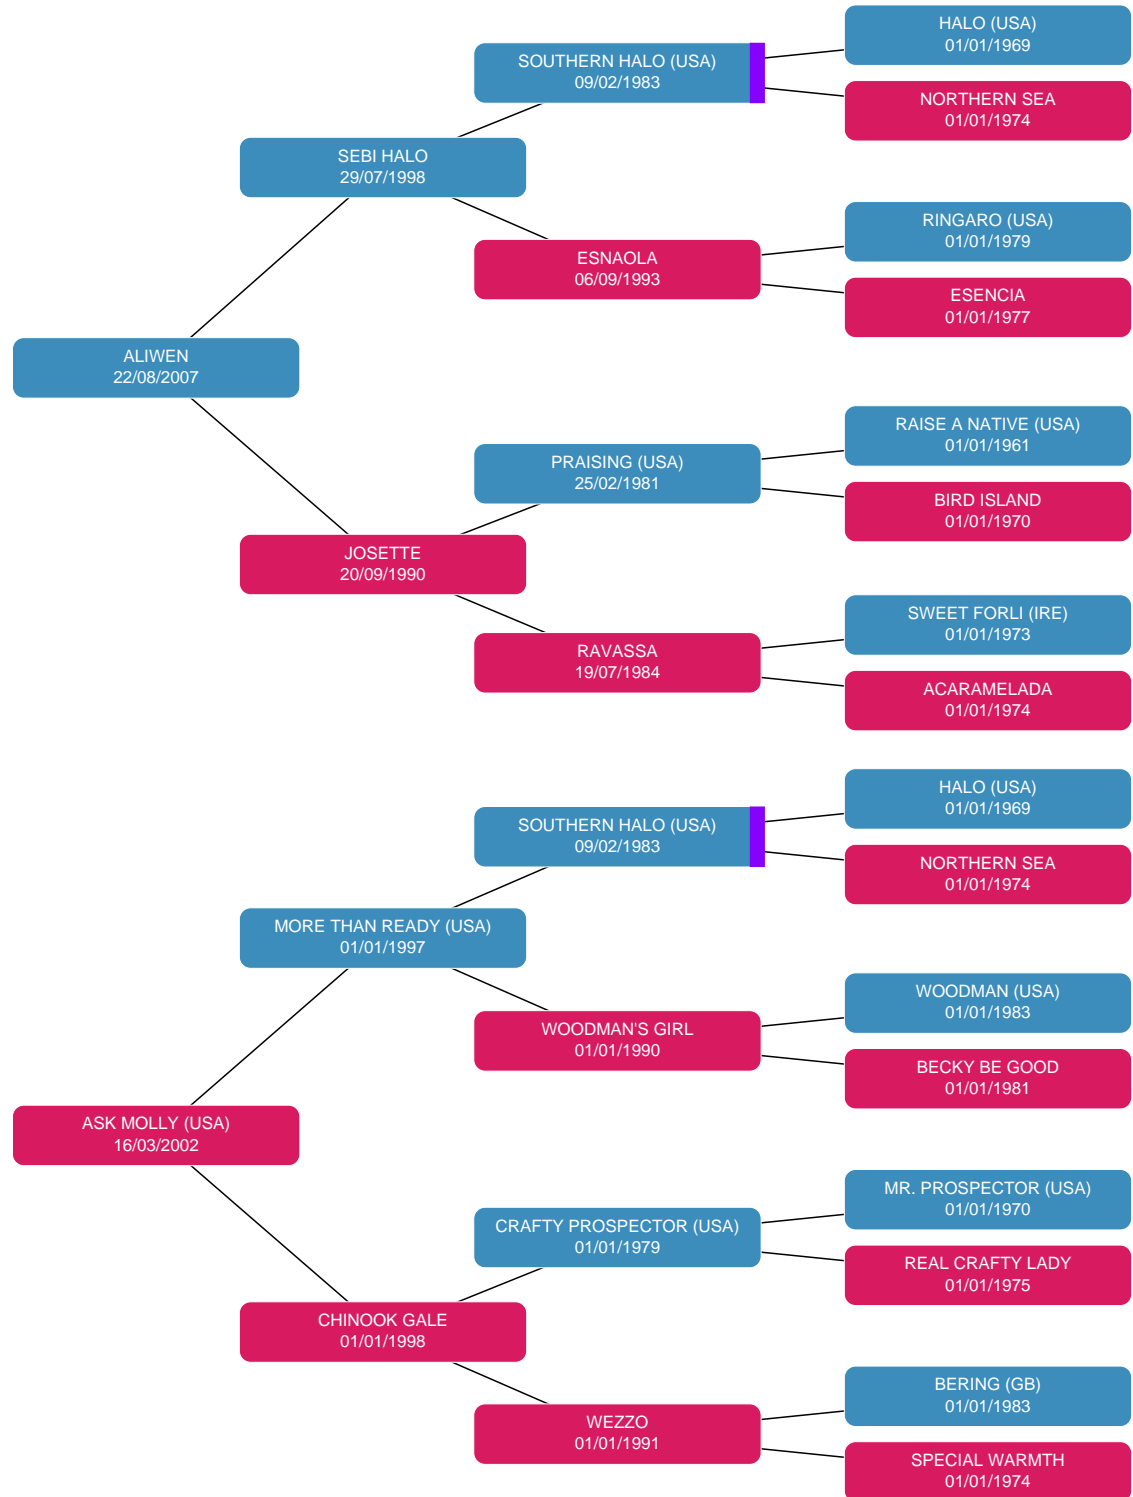 HALO (USA)
01/01/1969
SOUTHERN HALO (USA)
09/02/1983
NORTHERN SEA
01/01/1974
SEBI HALO
29/07/1998
RINGARO (USA)
01/01/1979
ESNAOLA
06/09/1993
ESENCIA
01/01/1977
ALIWEN
22/08/2007
RAISE A NATIVE (USA)
01/01/1961
PRAISING (USA)
25/02/1981
BIRD ISLAND
01/01/1970
JOSETTE
20/09/1990
SWEET FORLI (IRE)
01/01/1973
RAVASSA
19/07/1984
ACARAMELADA
01/01/1974
HALO (USA)
01/01/1969
SOUTHERN HALO (USA)
09/02/1983
NORTHERN SEA
01/01/1974
MORE THAN READY (USA)
01/01/1997
WOODMAN (USA)
01/01/1983
WOODMAN'S GIRL
01/01/1990
BECKY BE GOOD
01/01/1981
ASK MOLLY (USA)
16/03/2002
MR. PROSPECTOR (USA)
01/01/1970
CRAFTY PROSPECTOR (USA)
01/01/1979
REAL CRAFTY LADY
01/01/1975
CHINOOK GALE
01/01/1998
BERING (GB)
01/01/1983
WEZZO
01/01/1991
SPECIAL WARMTH
01/01/1974